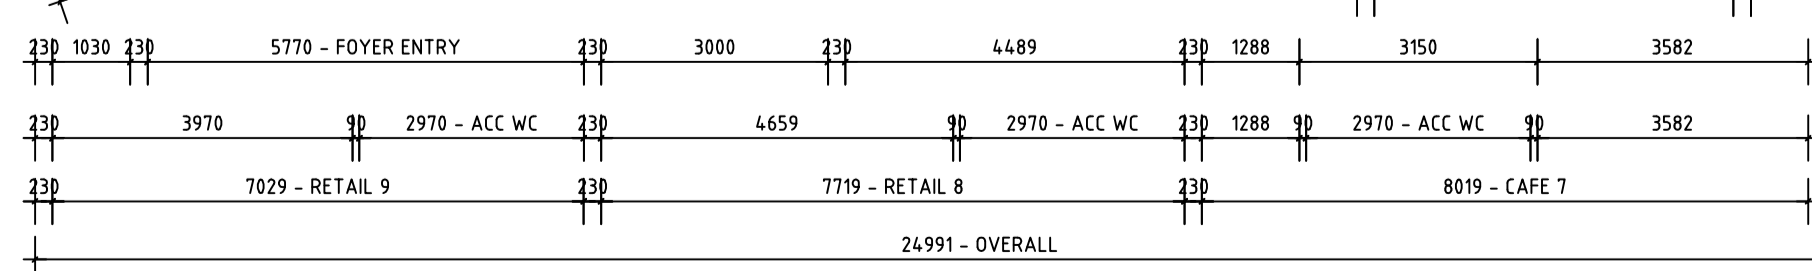 230 1030 230 5770 - FOYER ENTRY 230 3000 230 4489 230 1288 3150 3582
230 3970 90 2970 - ACC WC 230 4659 90 2970 - ACC WC 230 1288 90 2970 - ACC WC 90 3582
230 7029 - RETAIL 9 230 7719 - RETAIL 8 230 8019 - CAFE 7
24991 - OVERALL